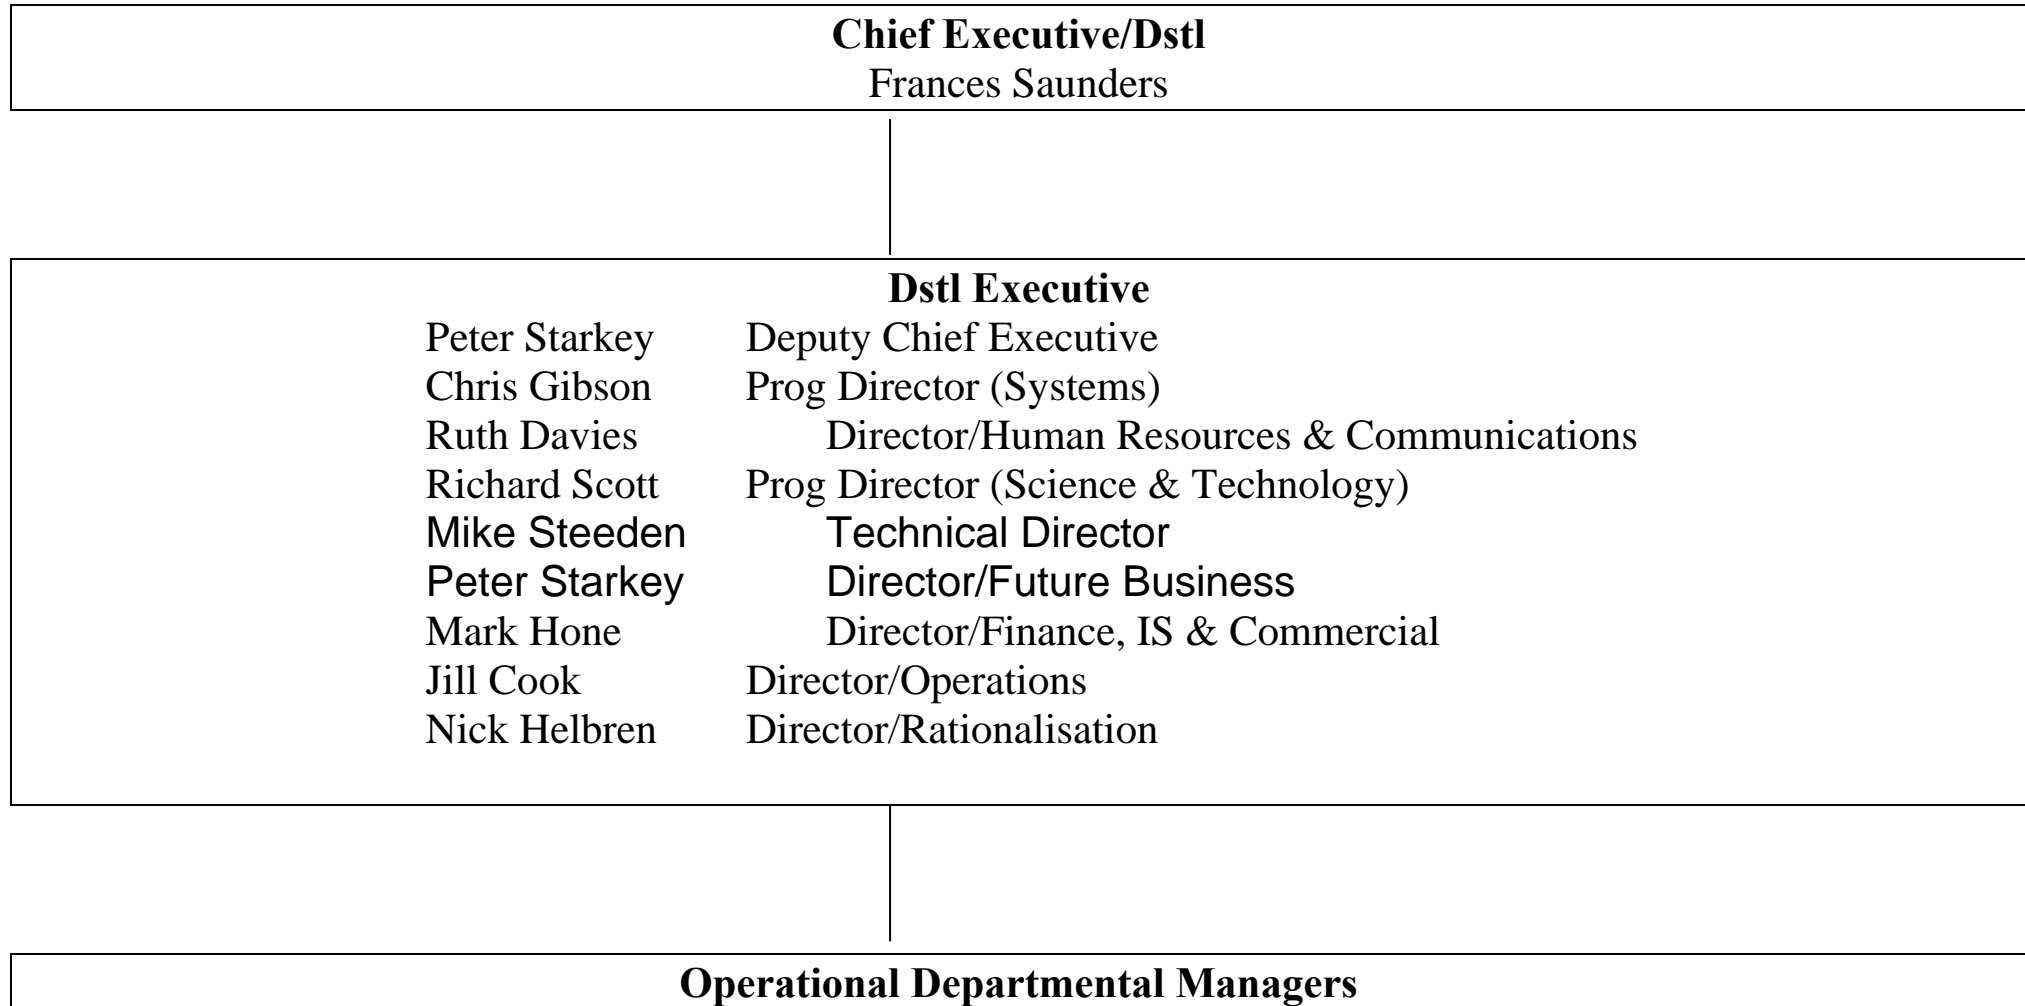 Chief Executive/Dstl
Frances Saunders
Dstl Executive
Peter Starkey Deputy Chief Executive
Chris Gibson Prog Director (Systems)
Ruth Davies Director/Human Resources & Communications
Richard Scott Prog Director (Science & Technology)
Mike Steeden Technical Director
Peter Starkey Director/Future Business
Mark Hone Director/Finance, IS & Commercial
Jill Cook Director/Operations
Nick Helbren Director/Rationalisation
Operational Departmental Managers